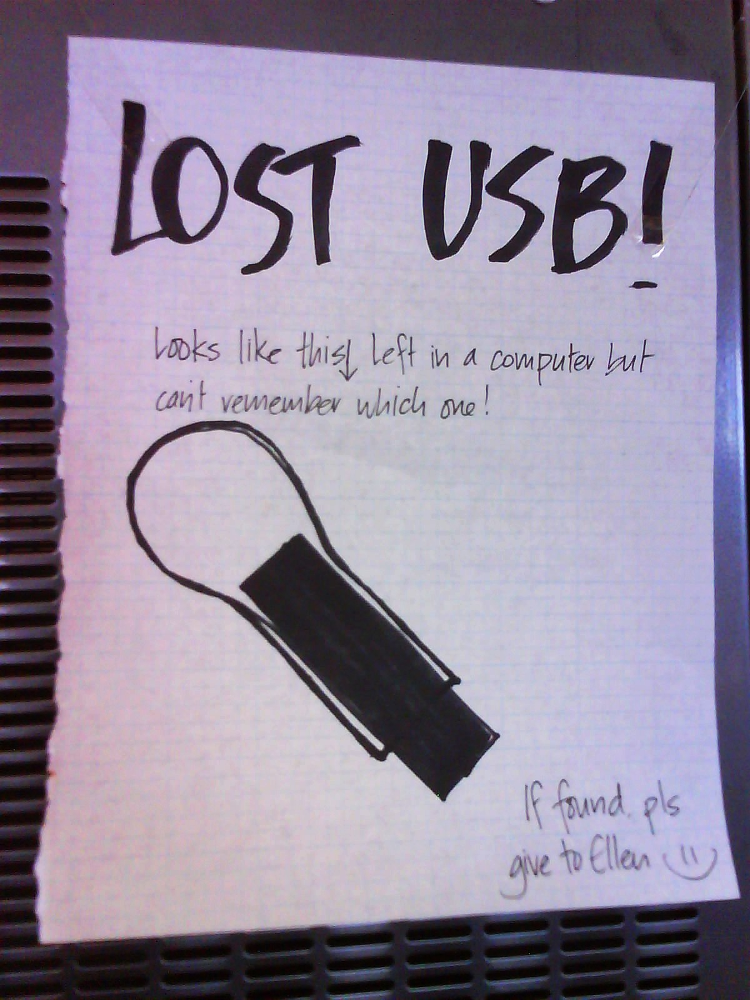 LOST USB!
Looks like this↓ Left in a computer but
can't remember which one!
If found. pls
give to Ellen